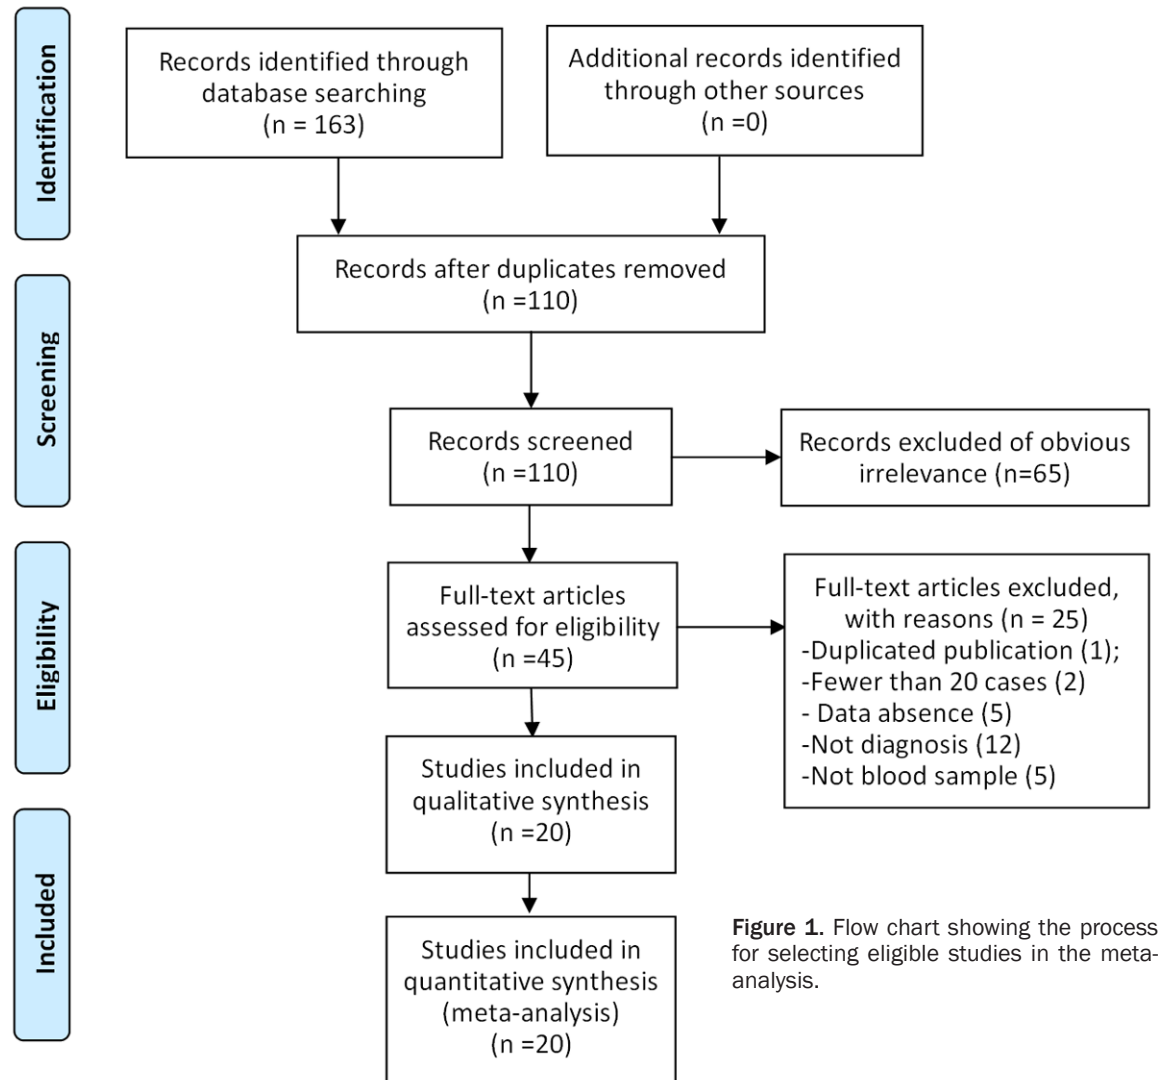 Identification
Records identified through
database searching
(n = 163)
Additional records identified
through other sources
(n =0)
Records after duplicates removed
(n =110)
Screening
Records screened
(n =110)
Records excluded of obvious
irrelevance (n=65)
Eligibility
Full-text articles
assessed for eligibility
(n =45)
Full-text articles excluded,
with reasons (n = 25)
-Duplicated publication (1);
-Fewer than 20 cases (2)
- Data absence (5)
-Not diagnosis (12)
-Not blood sample (5)
Studies included in
qualitative synthesis
(n =20)
Included
Studies included in
quantitative synthesis
(meta-analysis)
(n =20)
Figure 1. Flow chart showing the process
for selecting eligible studies in the meta-
analysis.